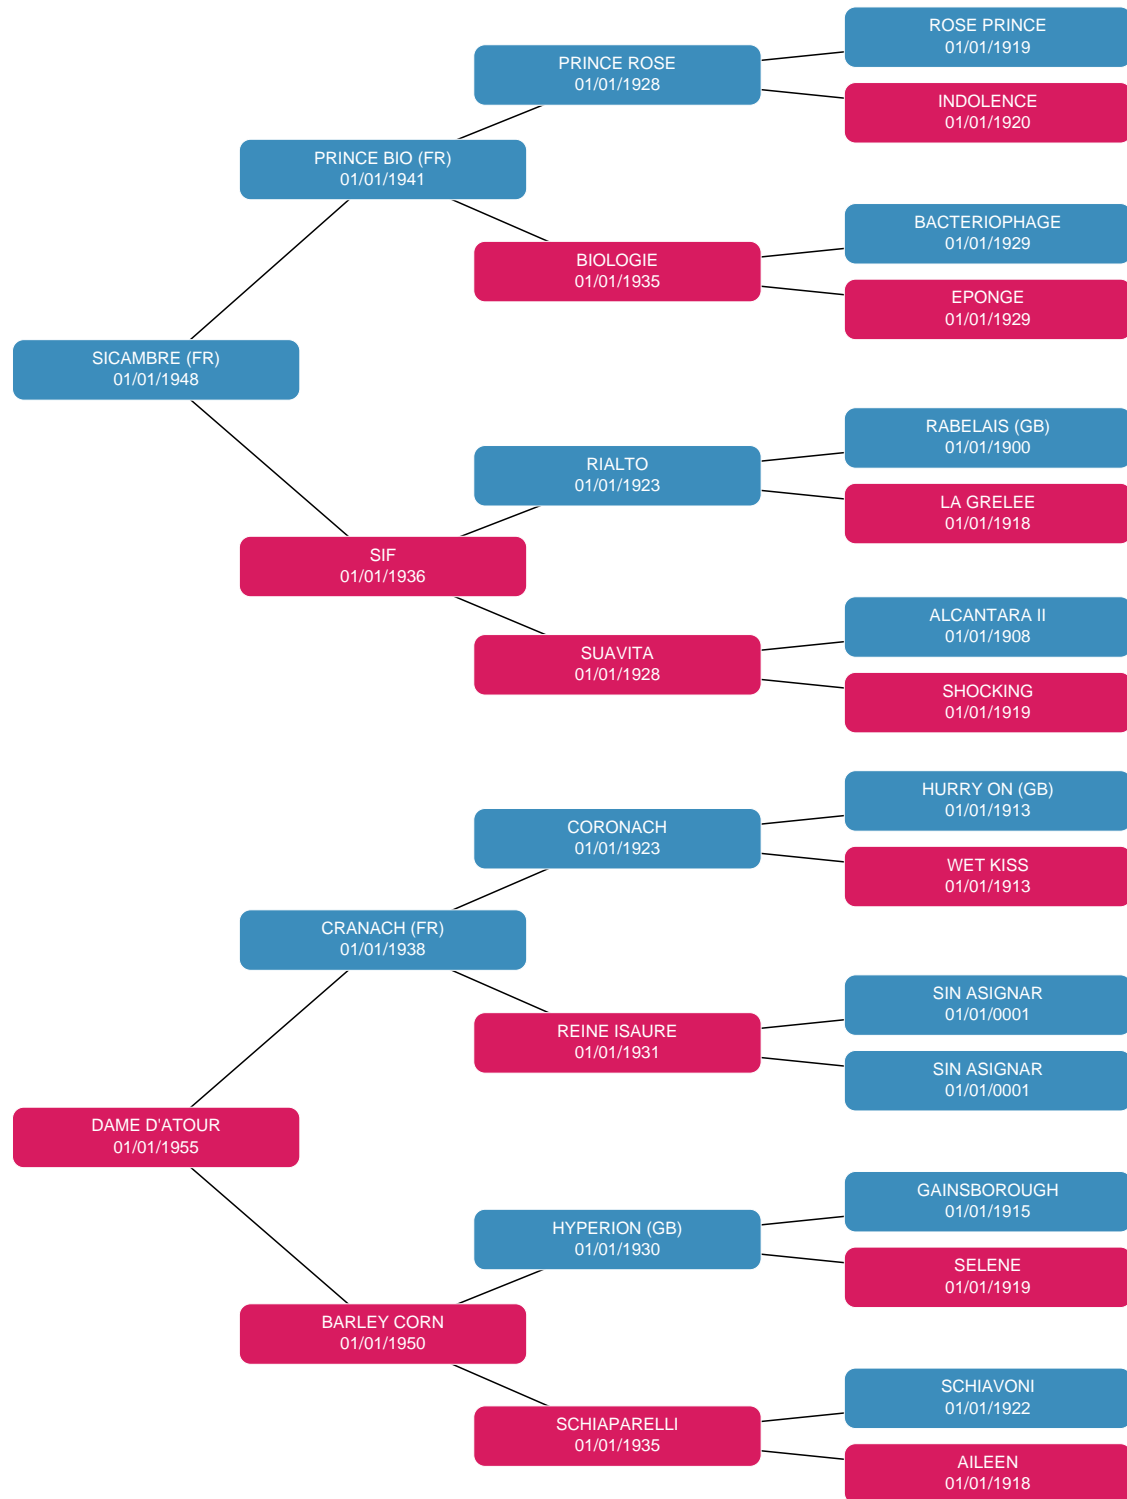 ROSE PRINCE
01/01/1919
PRINCE ROSE
01/01/1928
INDOLENCE
01/01/1920
PRINCE BIO (FR)
01/01/1941
BACTERIOPHAGE
01/01/1929
BIOLOGIE
01/01/1935
EPONGE
01/01/1929
SICAMBRE (FR)
01/01/1948
RABELAIS (GB)
01/01/1900
RIALTO
01/01/1923
LA GRELEE
01/01/1918
SIF
01/01/1936
ALCANTARA II
01/01/1908
SUAVITA
01/01/1928
SHOCKING
01/01/1919
HURRY ON (GB)
01/01/1913
CORONACH
01/01/1923
WET KISS
01/01/1913
CRANACH (FR)
01/01/1938
SIN ASIGNAR
01/01/0001
REINE ISAURE
01/01/1931
SIN ASIGNAR
01/01/0001
DAME D'ATOUR
01/01/1955
GAINSBOROUGH
01/01/1915
HYPERION (GB)
01/01/1930
SELENE
01/01/1919
BARLEY CORN
01/01/1950
SCHIAVONI
01/01/1922
SCHIAPARELLI
01/01/1935
AILEEN
01/01/1918